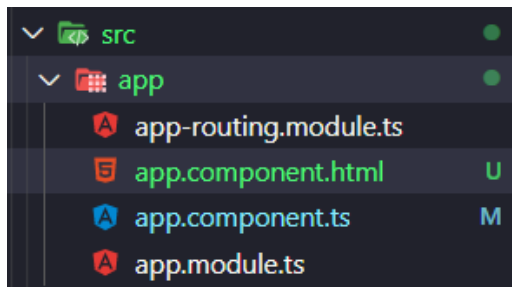 src
app
app-routing.module.ts
app.component.html U
app.component.ts M
app.module.ts